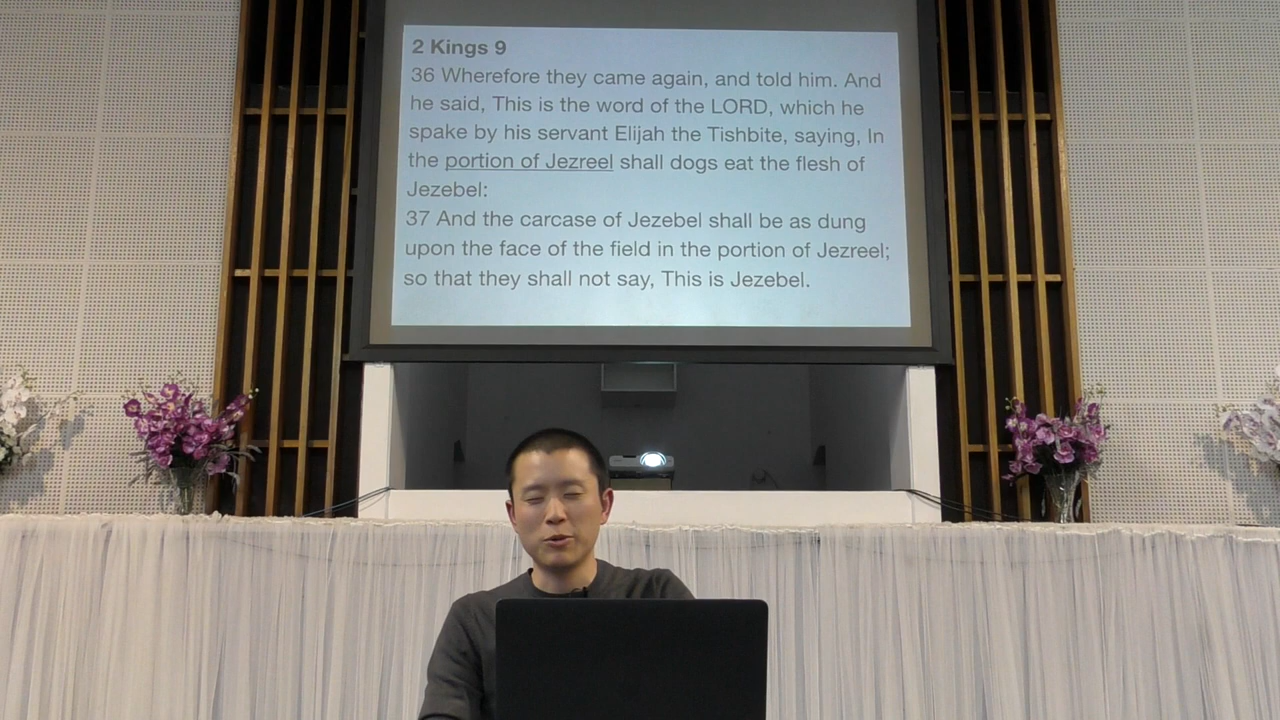 2 Kings 9
36 Wherefore they came again, and told him. And
he said, This is the word of the LORD, which he
spake by his servant Elijah the Tishbite, saying, In
the portion of Jezreel shall dogs eat the flesh of
Jezebel:
37 And the carcase of Jezebel shall be as dung
upon the face of the field in the portion of Jezreel;
so that they shall not say, This is Jezebel.